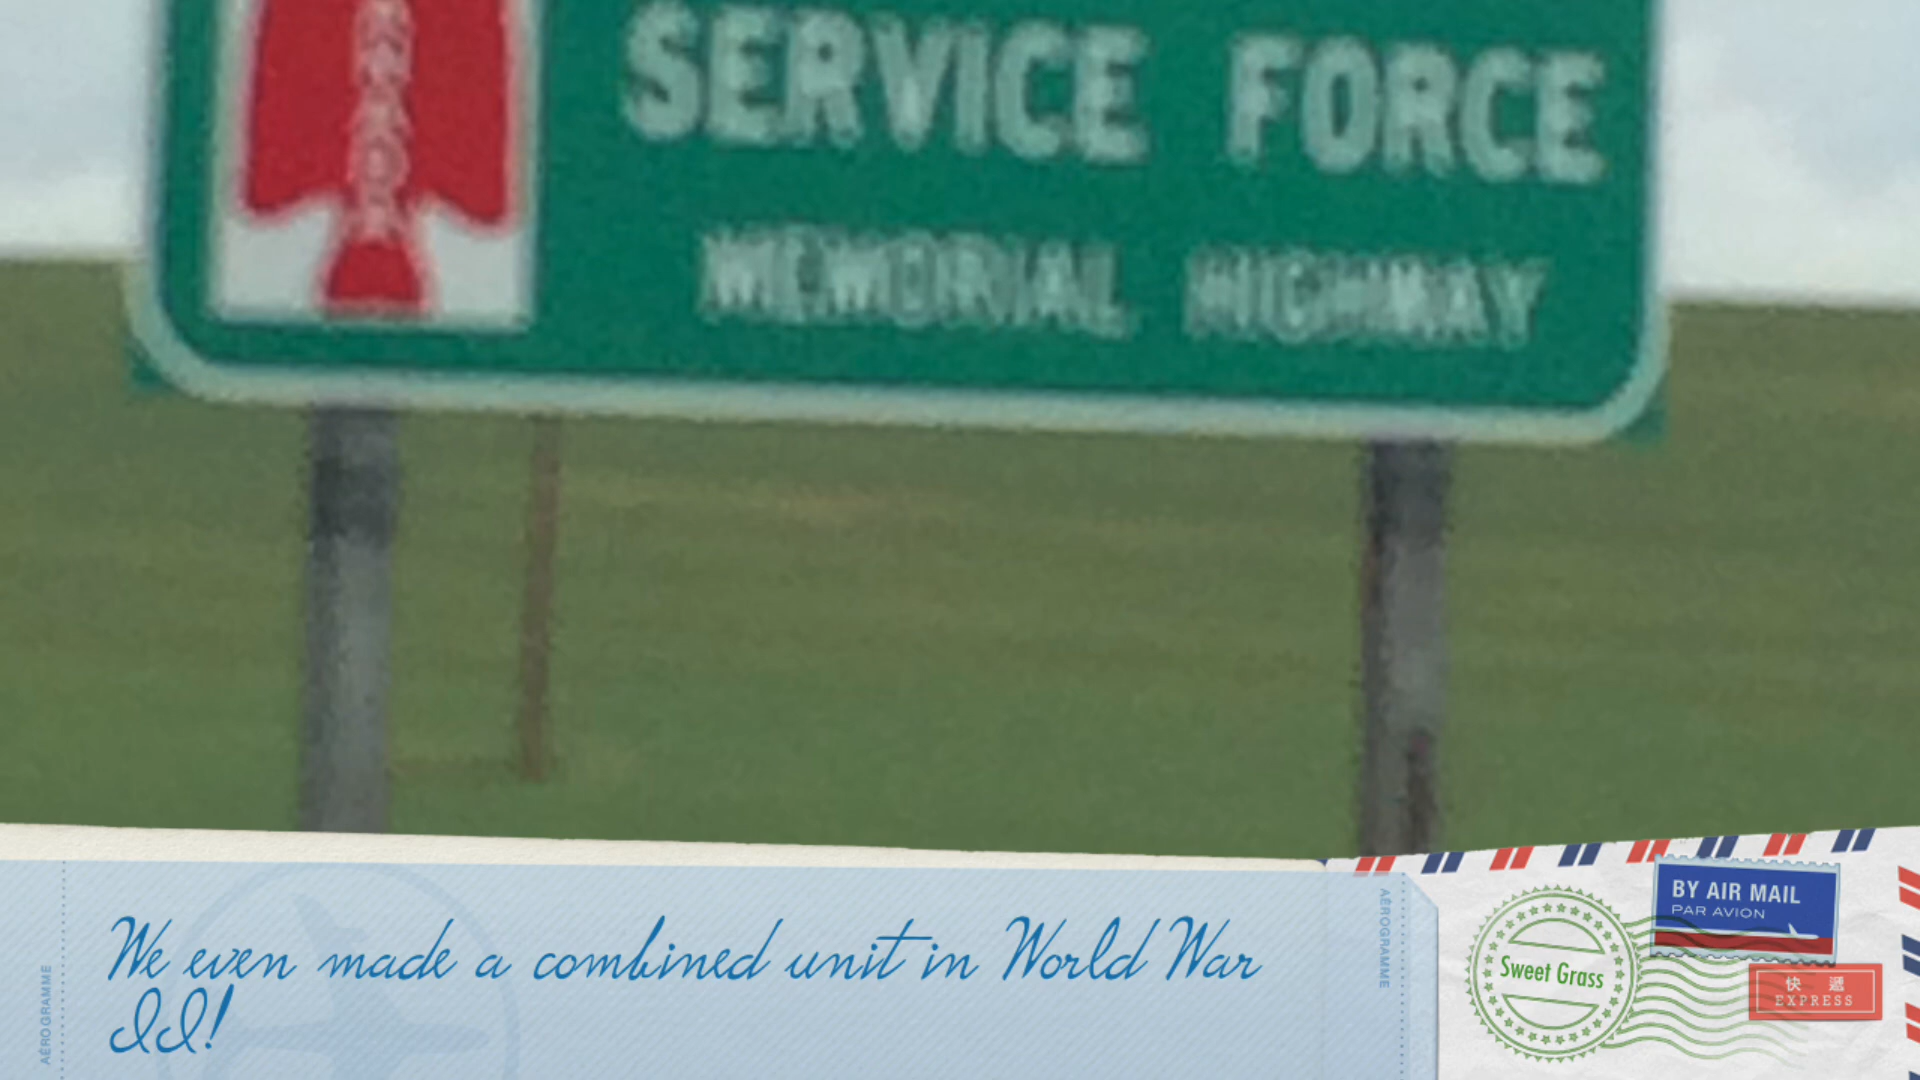 SERVICE FORCE
MEMORIAL HIGHWAY
We even made a combined unit in World War
II!
AÉROGRAMME
AÉROGRAMME
Sweet Grass
BY AIR MAIL
PAR AVION
快 遞
EXPRESS